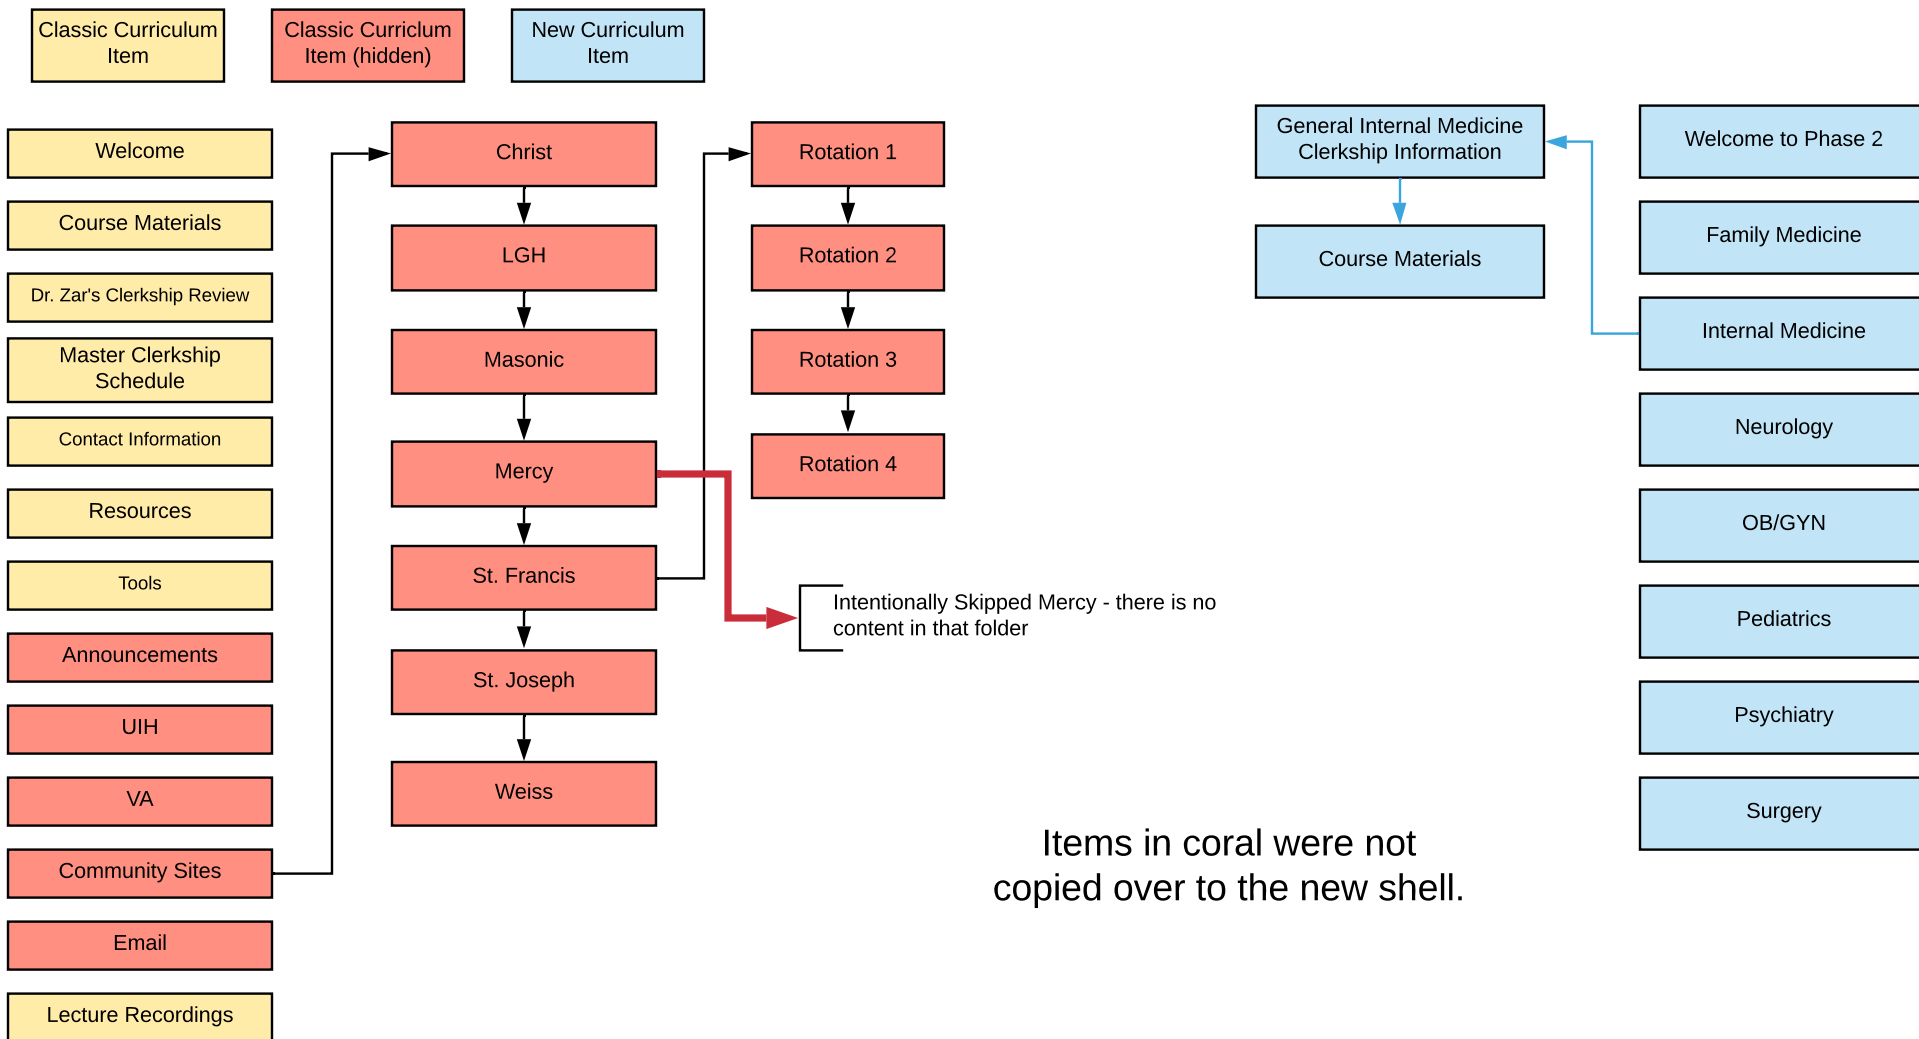 Classic Curriculum
Item
Classic Curriclum
Item (hidden)
New Curriculum
Item
Welcome
Course Materials
Dr. Zar's Clerkship Review
Master Clerkship
Schedule
Contact Information
Resources
Tools
Announcements
UIH
VA
Community Sites
Email
Lecture Recordings
Christ
LGH
Masonic
Mercy
St. Francis
St. Joseph
Weiss
Rotation 1
Rotation 2
Rotation 3
Rotation 4
Intentionally Skipped Mercy - there is no
content in that folder
General Internal Medicine
Clerkship Information
Course Materials
Welcome to Phase 2
Family Medicine
Internal Medicine
Neurology
OB/GYN
Pediatrics
Psychiatry
Surgery
Items in coral were not
copied over to the new shell.